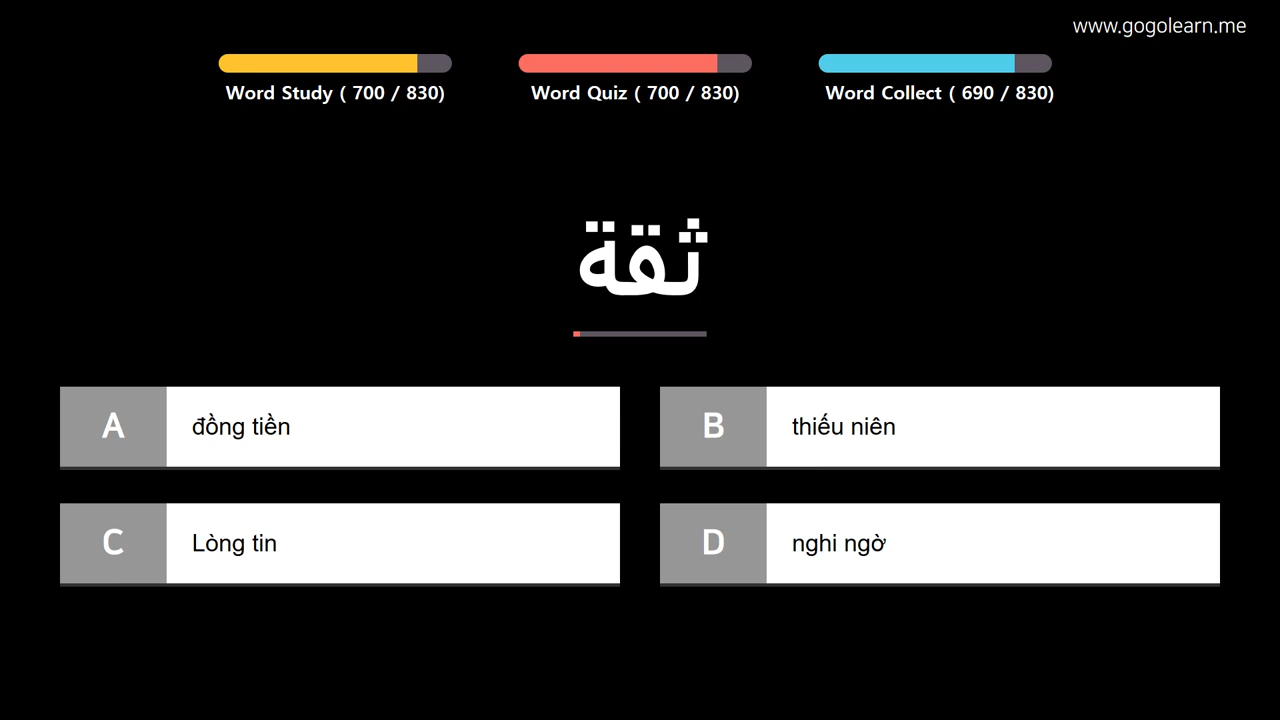 www.gogolearn.me
Word Study ( 700 / 830)
Word Quiz ( 700 / 830)
Word Collect ( 690 / 830)
ثقة
A
đồng tiền
B
thiếu niên
C
Lòng tin
D
nghi ngờ